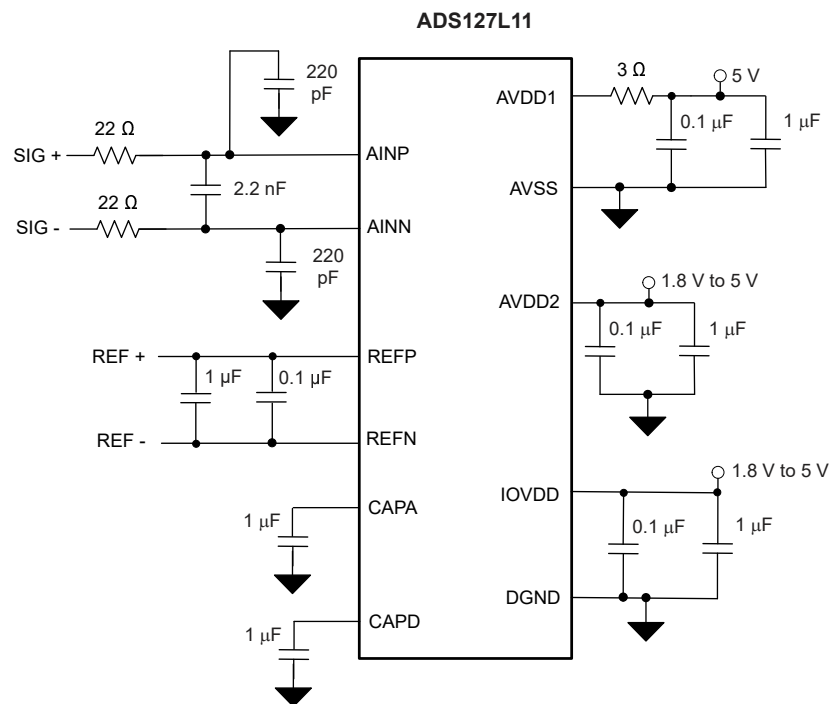 ADS127L11
220
pF
22 Ω
SIG +
AINP
2.2 nF
22 Ω
SIG -
AINN
220
pF
REF +
REFP
1 µF
0.1 µF
REF -
REFN
CAPA
1 µF
CAPD
1 µF
AVDD1
3 Ω
5 V
0.1 µF
1 µF
AVSS
AVDD2
1.8 V to 5 V
0.1 µF
1 µF
IOVDD
1.8 V to 5 V
0.1 µF
1 µF
DGND